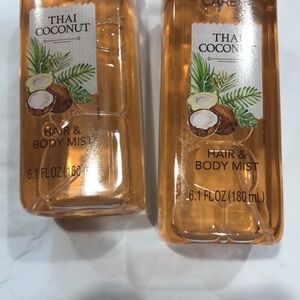 THAI
COCONUT
HAIR &
BODY MIST
6.1 FL OZ (180
CARE
THAI
COCONUT
HAIR &
BODY MIST
6.1 FL OZ (180 mL)